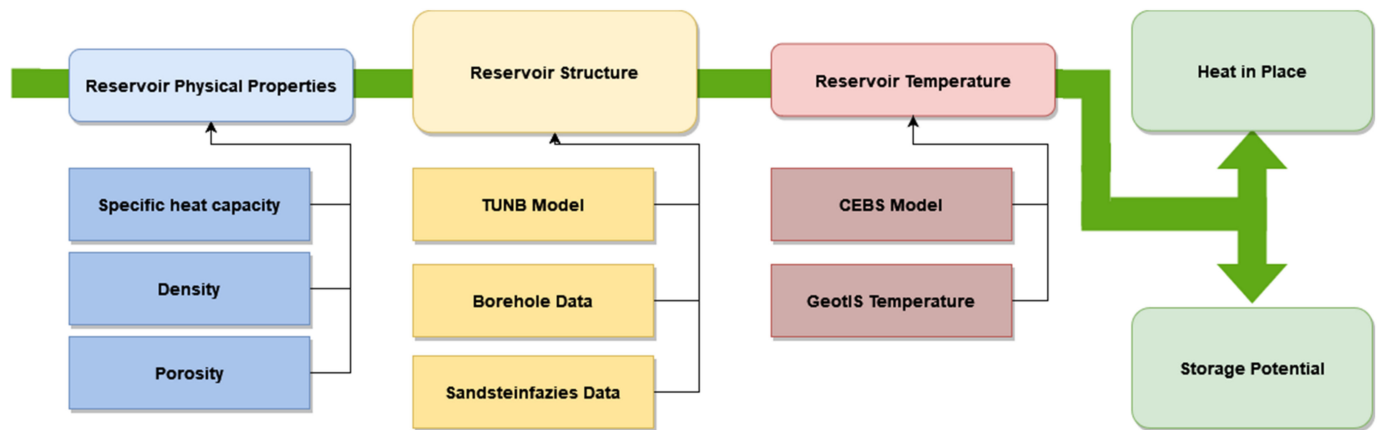 Reservoir Physical Properties
Specific heat capacity
Density
Porosity
Reservoir Structure
TUNB Model
Borehole Data
Sandsteinfazies Data
Reservoir Temperature
CEBS Model
GeotIS Temperature
Heat in Place
Storage Potential